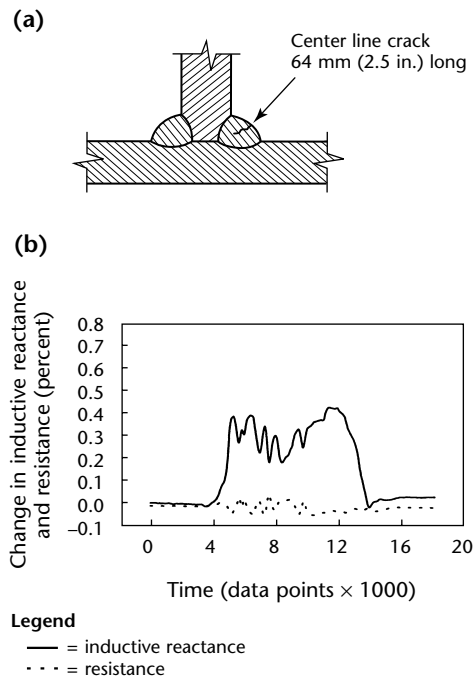 (a)
Center line crack
64 mm (2.5 in.) long
(b)
Change in inductive reactance
and resistance (percent)
0.8
0.7
0.6
0.5
0.4
0.3
0.2
0.1
0.0
–0.1
0 4 8 12 16 20
Time (data points × 1000)
Legend
= inductive reactance
= resistance